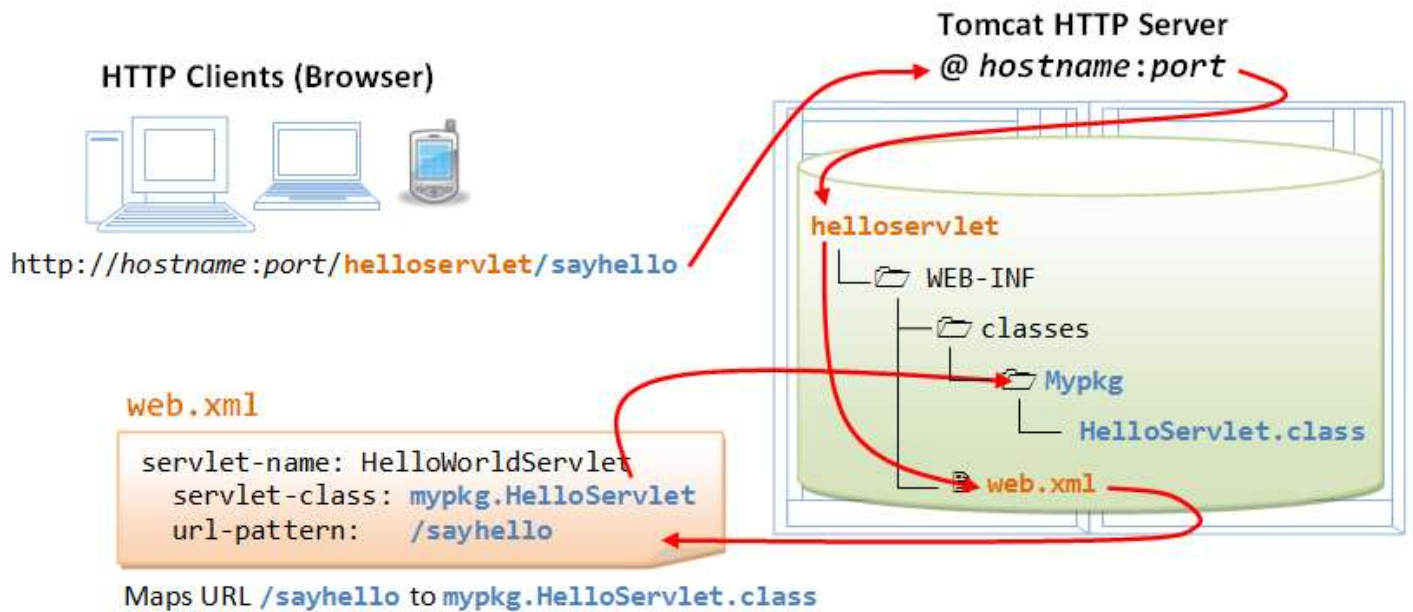 Tomcat HTTP Server
@ hostname:port
HTTP Clients (Browser)
http://hostname:port/helloservlet/sayhello
helloservlet
WEB-INF
classes
Mypkg
HelloServlet.class
web.xml
web.xml
servlet-name: HelloWorldServlet
servlet-class: mypkg.HelloServlet
url-pattern: /sayhello
Maps URL /sayhello to mypkg.HelloServlet.class